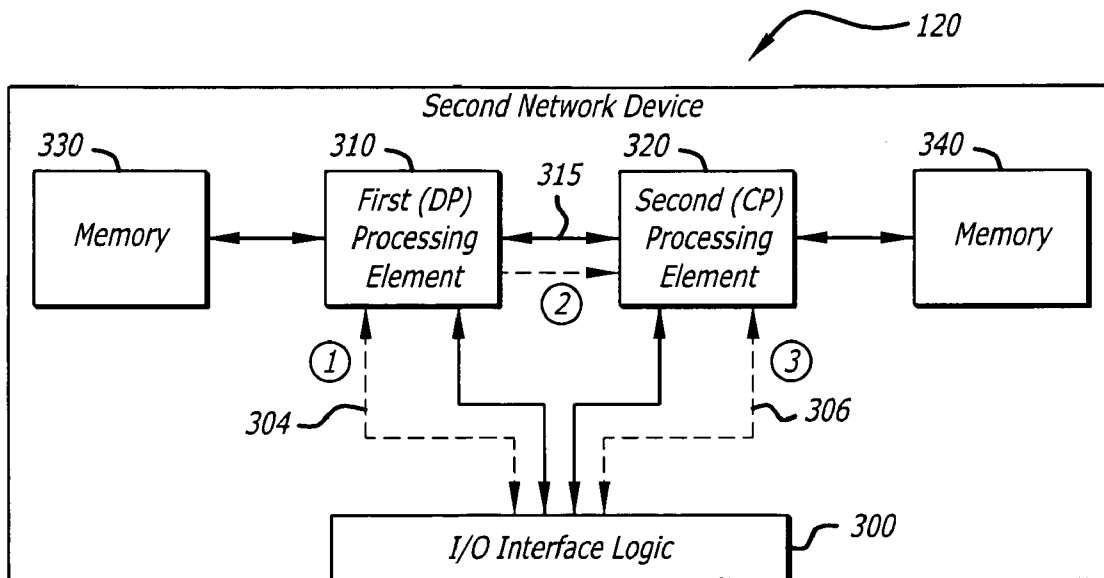 120
Second Network Device
330
310
320
340
315
Memory
First (DP)
Processing
Element
Second (CP)
Processing
Element
Memory
2
1
3
304
306
I/O Interface Logic
300